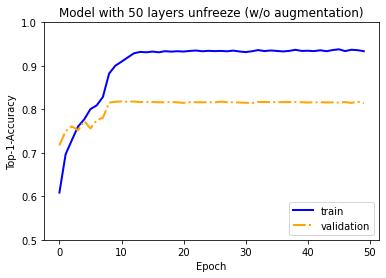 Model with 50 layers unfreeze (w/o augmentation)
1.0
0.9
0.8
0.7
0.6
0.5
Top-1-Accuracy
0 10 20 30 40 50
Epoch
train
validation